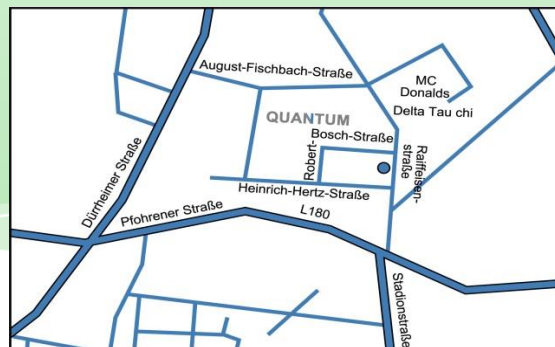 August-Fischbach-Straße
MC
Donalds
Delta Tau chi
QUANTUM
Bosch-Straße
Robert-
Raiffeisen-
straße
Heinrich-Hertz-Straße
Dürrheimer Straße
Pfohrener Straße
L180
Stadionstraße